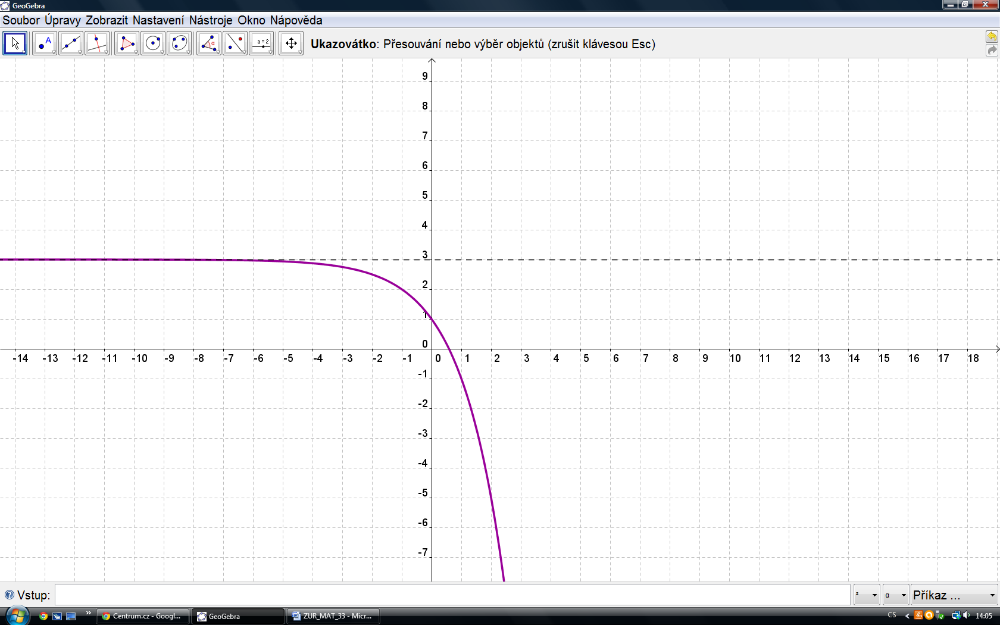 GeoGebra
Soubor Úpravy Zobrazit Nastavení Nástroje Okno Nápověda
A α a=2 Ukazovátko: Přesouvání nebo výběr objektů (zrušit klávesou Esc)
9
8
7
6
5
4
3
2
1
0
-14 -13 -12 -11 -10 -9 -8 -7 -6 -5 -4 -3 -2 -1 0 1 2 3 4 5 6 7 8 9 10 11 12 13 14 15 16 17 18
-1
-2
-3
-4
-5
-6
-7
Vstup: ² α Příkaz ...
» Centrum.cz - Googl... GeoGebra ZUR_MAT_33 - Micr... CS < 14:05